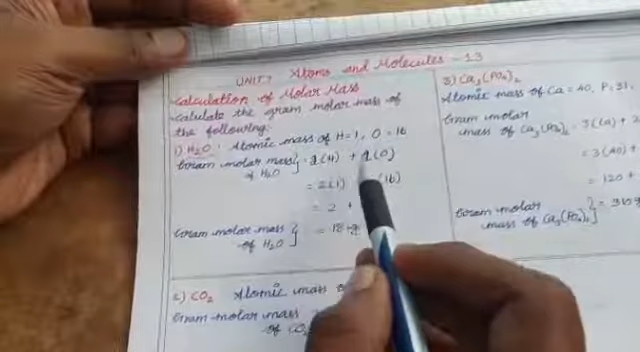 UNIT 7 Atoms and Molecules - 13
Calculation of Molar Mass
Calulate the gram molar mass of
the following:
1) H₂O : Atomic mass of H=1, O=16
Gram molar mass} = 2(H) + 1(O)
of H₂O
= 2(1) (16)
= 2 +
Gram molar mass}
of H₂O = 18 g
2) CO₂ Atomic mass
Gram molar mass
of CO₂
3) Ca₃(PO₄)₂
Atomic mass of Ca = 40, P = 31,
Gram molar
mass of Ca₃(PO₄)₂ = 3(Ca) + 2
= 3(40) +
= 120 +
Gram molar
mass of Ca₃(PO₄)₂} = 310 g